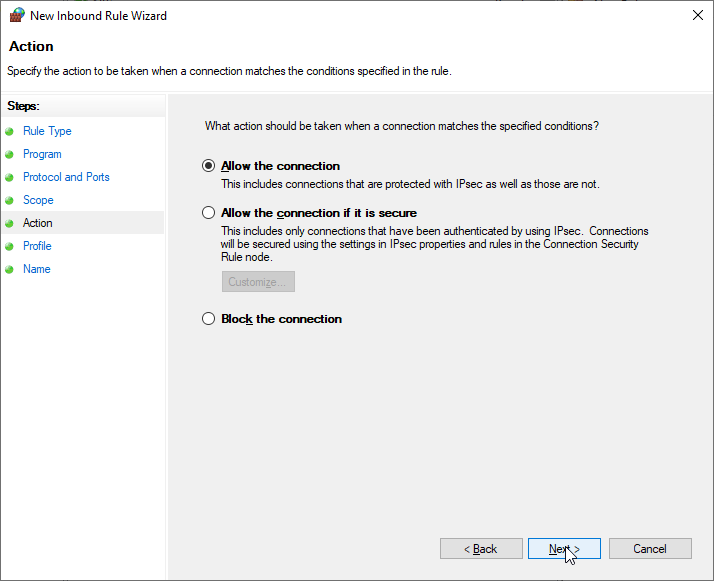 New Inbound Rule Wizard
Action
Specify the action to be taken when a connection matches the conditions specified in the rule.
Steps:
Rule Type
Program
Protocol and Ports
Scope
Action
Profile
Name
What action should be taken when a connection matches the specified conditions?
Allow the connection
This includes connections that are protected with IPsec as well as those are not.
Allow the connection if it is secure
This includes only connections that have been authenticated by using IPsec. Connections
will be secured using the settings in IPsec properties and rules in the Connection Security
Rule node.
Customize...
Block the connection
< Back
Next >
Cancel